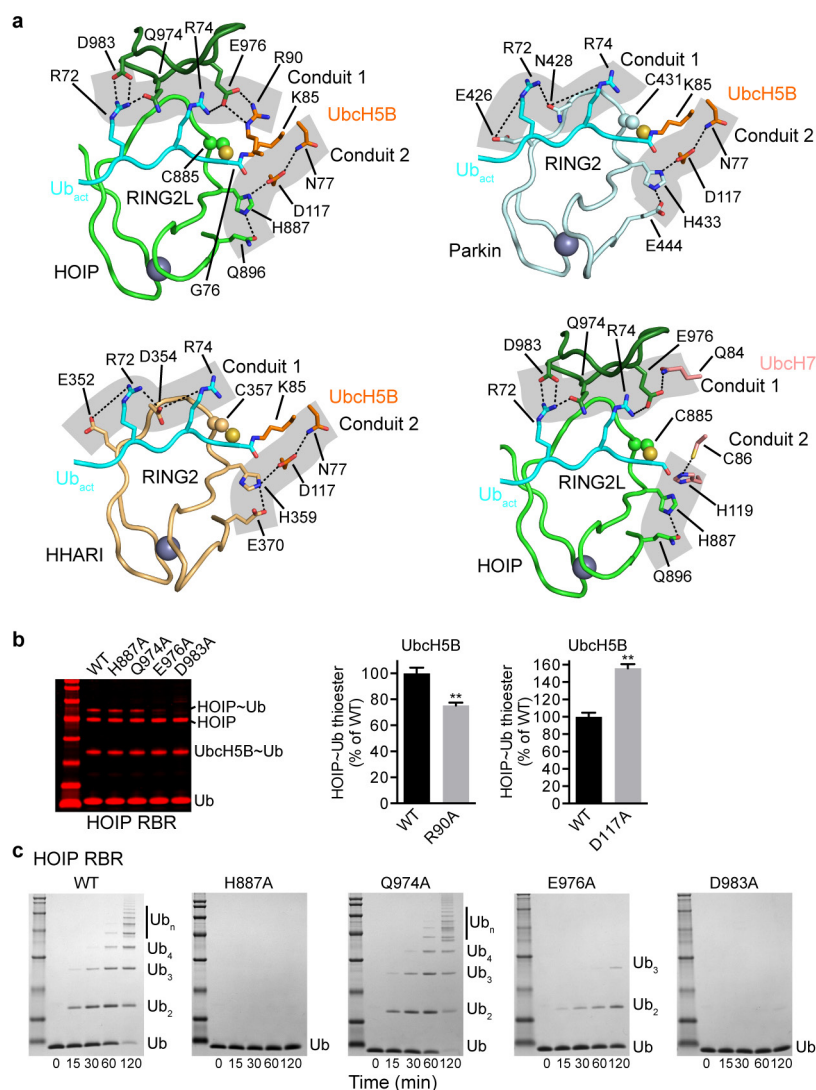 a
D983
Q974
R74
E976
R90
Conduit 1
K85
UbcH5B
R72
Conduit 2
C885
Ub_act
RING2L
N77
D117
H887
HOIP
Q896
G76
R72
N428
R74
Conduit 1
C431
K85
UbcH5B
E426
Conduit 2
RING2
N77
Ub_act
D117
H433
Parkin
E444
E352
R72
D354
R74
Conduit 1
C357
K85
UbcH5B
Conduit 2
RING2
N77
Ub_act
D117
H359
HHARI
E370
D983
Q974
R74
E976
Q84
UbcH7
Conduit 1
R72
C885
Conduit 2
C86
RING2L
Ub_act
H119
H887
HOIP
Q896
b
WT
H887A
Q974A
E976A
D983A
HOIP~Ub
HOIP
UbcH5B~Ub
Ub
HOIP RBR
UbcH5B
HOIP~Ub thioester
(% of WT)
100
80
60
40
20
0
**
WT
R90A
UbcH5B
HOIP~Ub thioester
(% of WT)
160
140
120
100
80
60
40
20
0
**
WT
D117A
c
HOIP RBR
WT
H887A
Q974A
E976A
D983A
Ub_n
Ub_4
Ub_3
Ub_2
Ub
Ub
Ub_n
Ub_4
Ub_3
Ub_2
Ub
Ub_3
Ub_2
Ub
Ub
0 15 30 60 120
0 15 30 60 120
0 15 30 60 120
0 15 30 60 120
0 15 30 60 120
Time (min)